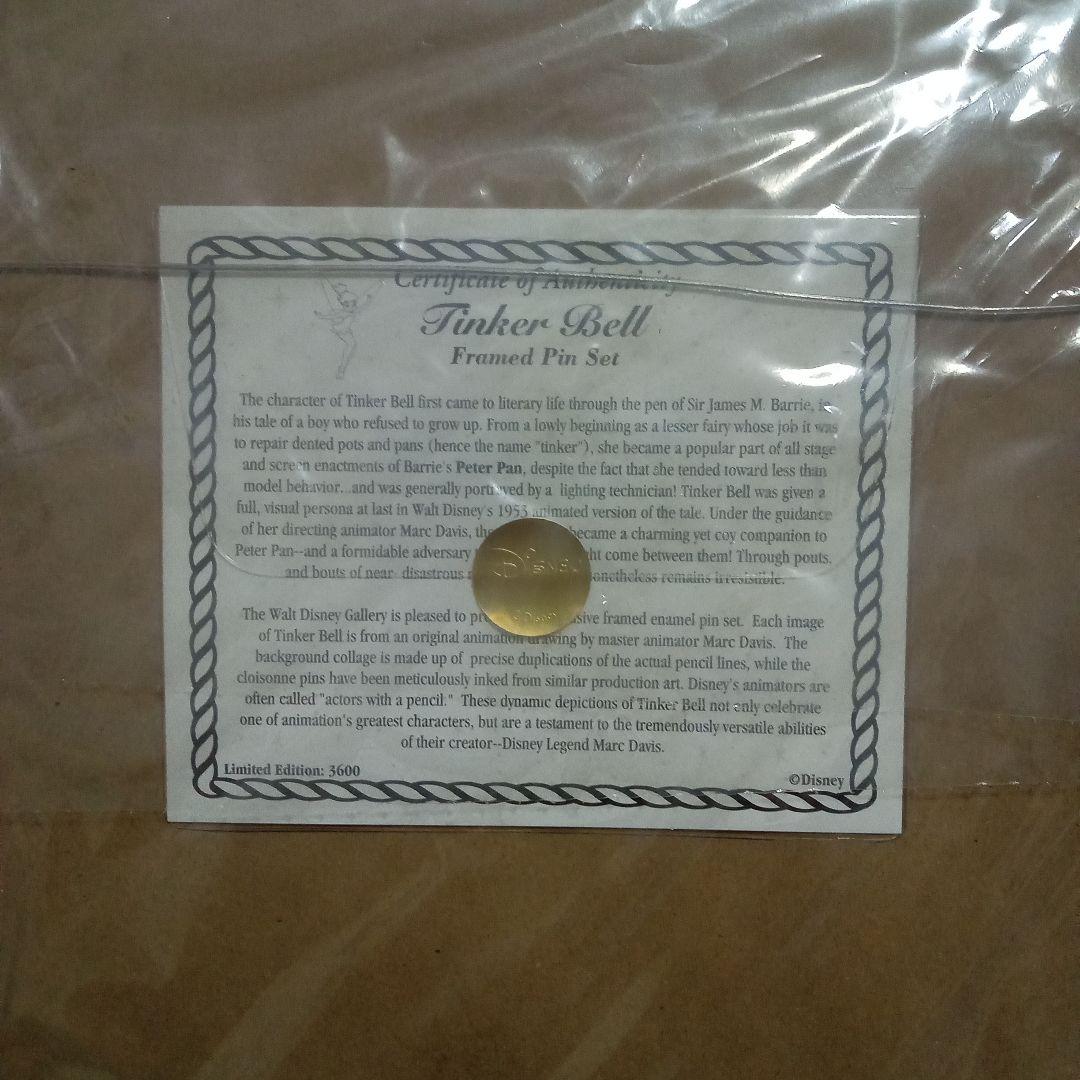 Certificate of Authenticity
Tinker Bell
Framed Pin Set
The character of Tinker Bell first came to literary life through the pen of Sir James M. Barrie, in
his tale of a boy who refused to grow up. From a lowly beginning as a lesser fairy whose job it was
to repair dented pots and pans (hence the name "tinker"), she became a popular part of all stage
and screen enactments of Barrie's Peter Pan, despite the fact that she tended toward less than
model behavior...and was generally portrayed by a lighting technician! Tinker Bell was given a
full, visual persona at last in Walt Disney's 1953 animated version of the tale. Under the guidance
of her directing animator Marc Davis, the became a charming yet coy companion to
Peter Pan--and a formidable adversary come between them! Through pouts,
and bouts of near disastrous nonetheless remains irresistible.
DISNEY
The Walt Disney Gallery is pleased to framed enamel pin set. Each image
of Tinker Bell is from an original animation drawing by master animator Marc Davis. The
background collage is made up of precise duplications of the actual pencil lines, while the
cloisonne pins have been meticulously inked from similar production art. Disney's animators are
often called "actors with a pencil." These dynamic depictions of Tinker Bell not only celebrate
one of animation's greatest characters, but are a testament to the tremendously versatile abilities
of their creator--Disney Legend Marc Davis.
Limited Edition: 3600
©Disney